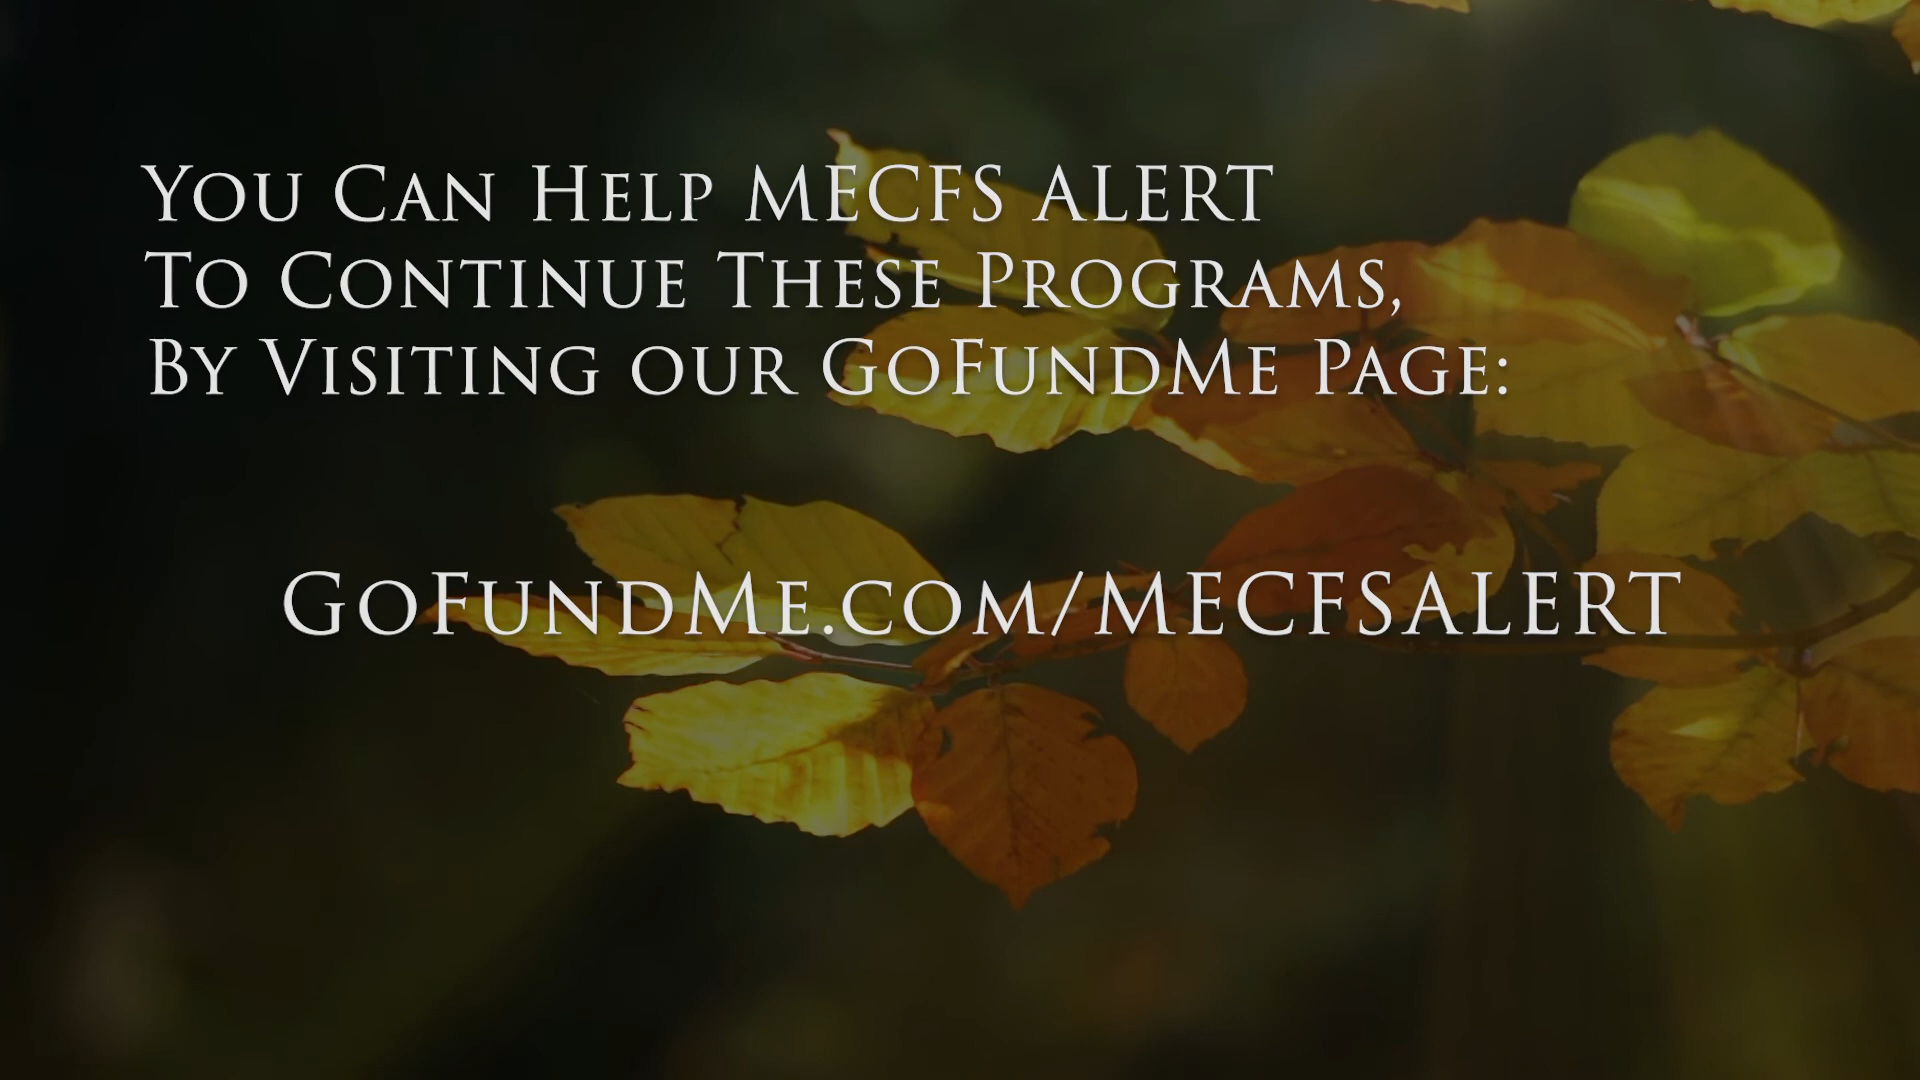 You Can Help MECFS ALERT
To Continue These Programs,
By Visiting our GoFundMe Page:
GoFundMe.com/MECFSALERT